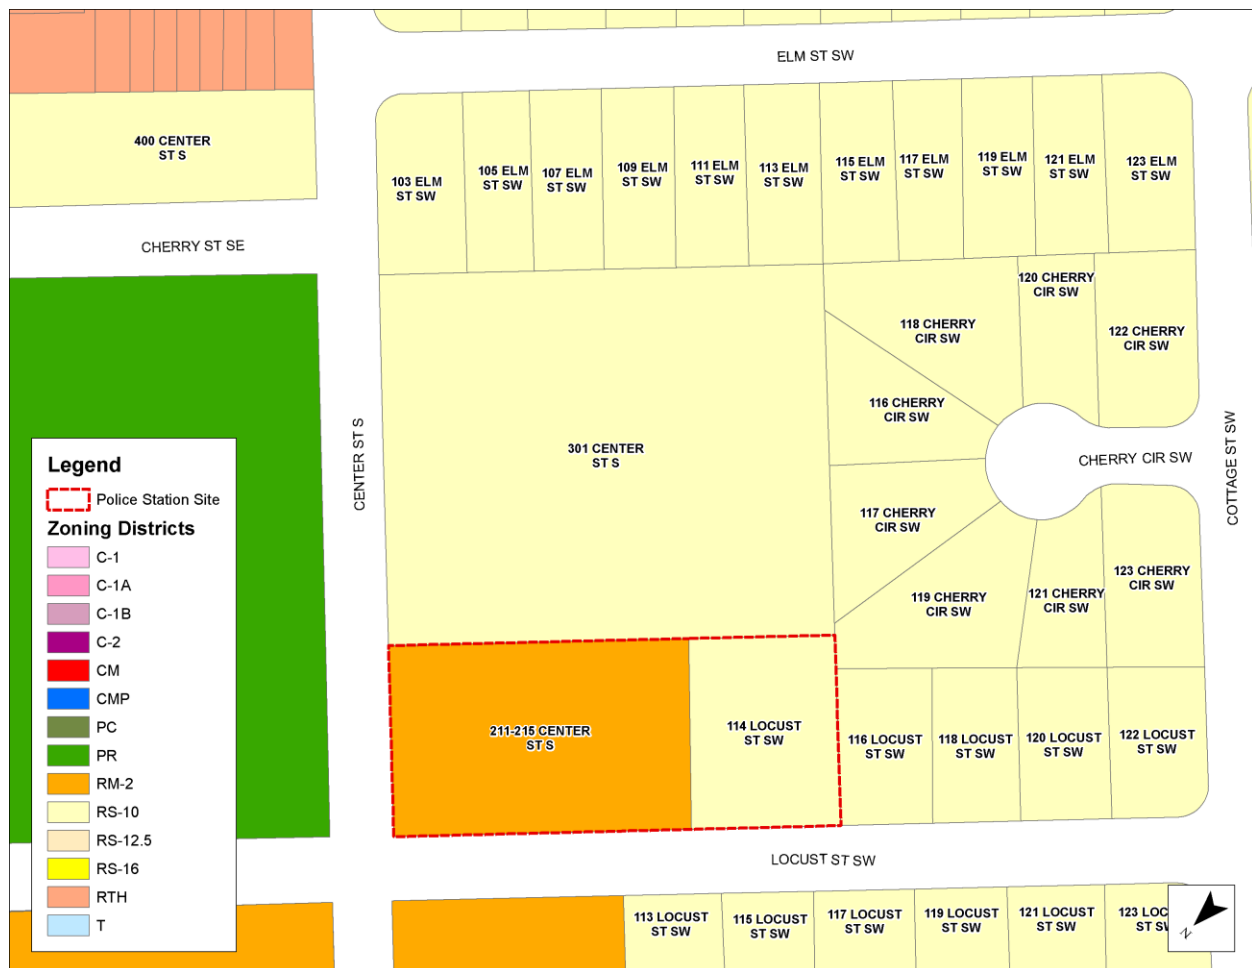 ELM ST SW
400 CENTER
ST S
103 ELM
ST SW
105 ELM
ST SW
107 ELM
ST SW
109 ELM
ST SW
111 ELM
ST SW
113 ELM
ST SW
115 ELM
ST SW
117 ELM
ST SW
119 ELM
ST SW
121 ELM
ST SW
123 ELM
ST SW
CHERRY ST SE
120 CHERRY
CIR SW
118 CHERRY
CIR SW
122 CHERRY
CIR SW
116 CHERRY
CIR SW
301 CENTER
ST S
CENTER ST S
CHERRY CIR SW
COTTAGE ST SW
117 CHERRY
CIR SW
119 CHERRY
CIR SW
121 CHERRY
CIR SW
123 CHERRY
CIR SW
211-215 CENTER
ST S
114 LOCUST
ST SW
116 LOCUST
ST SW
118 LOCUST
ST SW
120 LOCUST
ST SW
122 LOCUST
ST SW
LOCUST ST SW
113 LOCUST
ST SW
115 LOCUST
ST SW
117 LOCUST
ST SW
119 LOCUST
ST SW
121 LOCUST
ST SW
123 LOC
ST S
N
Legend
Police Station Site
Zoning Districts
C-1
C-1A
C-1B
C-2
CM
CMP
PC
PR
RM-2
RS-10
RS-12.5
RS-16
RTH
T